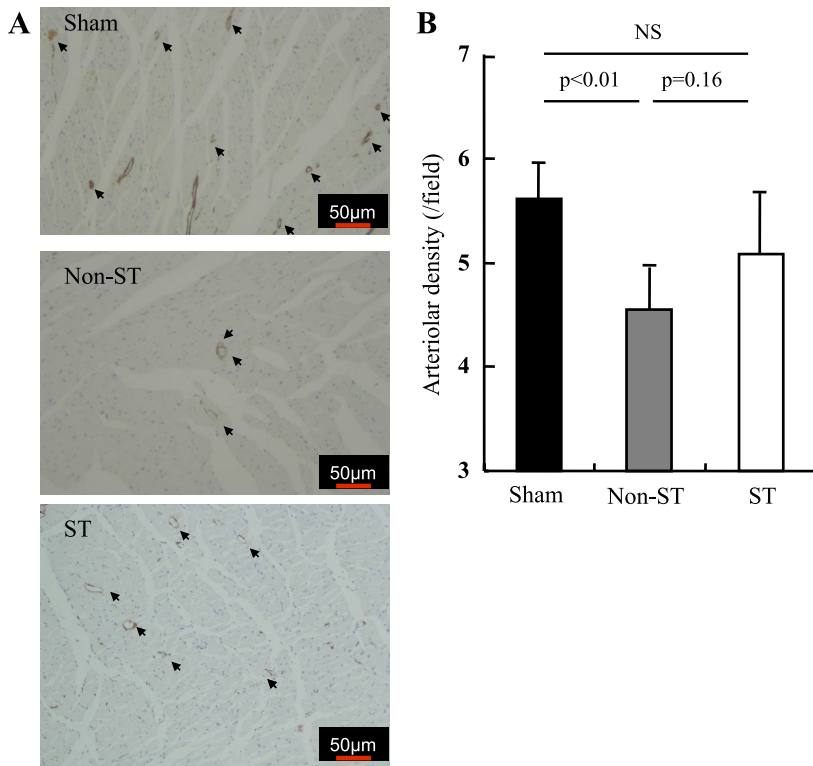 A
Sham
50µm
Non-ST
50µm
ST
50µm
B
NS
p<0.01
p=0.16
Arteriolar density (/field)
7
6
5
4
3
Sham Non-ST ST